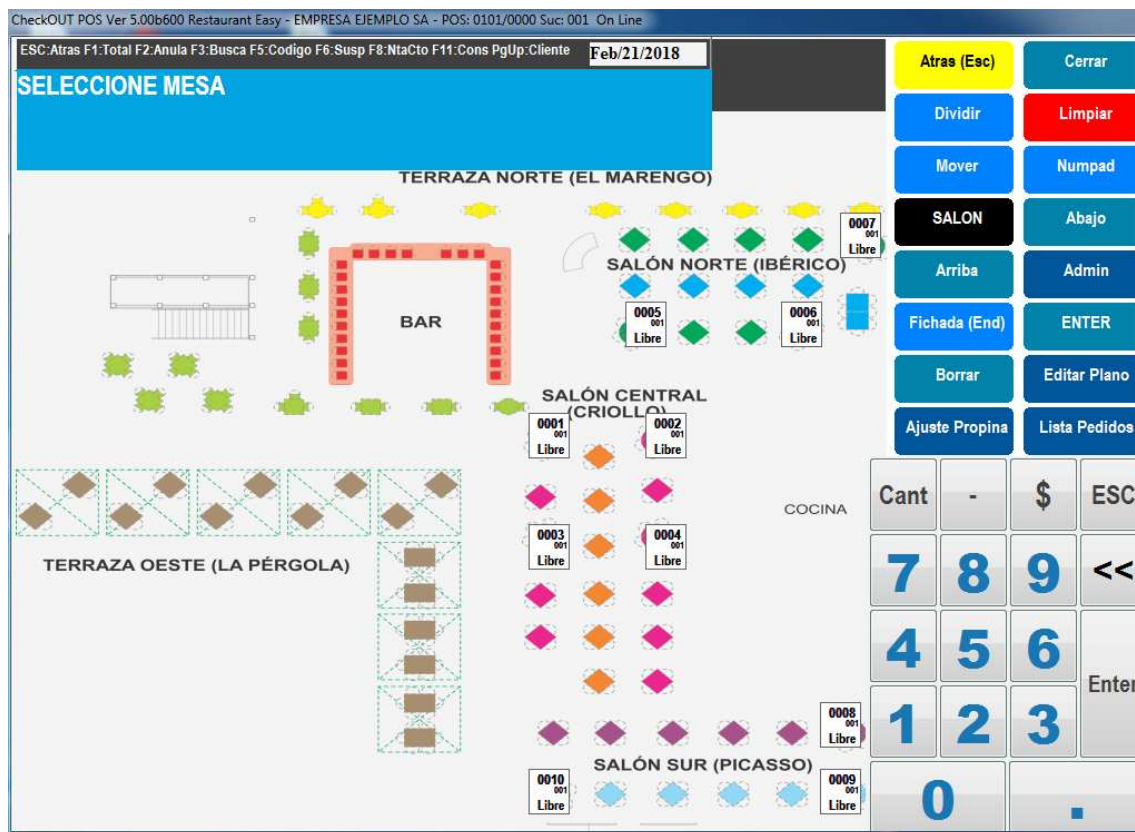 CheckOUT POS Ver 5.00b600 Restaurant Easy - EMPRESA EJEMPLO SA - POS: 0101/0000 Suc: 001 On Line
ESC:Atras F1:Total F2:Anula F3:Busca F5:Codigo F6:Susp F8:NtaCto F11:Cons PgUp:Cliente Feb/21/2018
SELECCIONE MESA
TERRAZA NORTE (EL MARENGO)
0007
001
Libre
SALÓN NORTE (IBÉRICO)
0005
001
Libre
0006
001
Libre
BAR
SALÓN CENTRAL
(CRIOLLO)
0001
001
Libre
0002
001
Libre
COCINA
0003
001
Libre
0004
001
Libre
TERRAZA OESTE (LA PÉRGOLA)
0008
001
Libre
SALÓN SUR (PICASSO)
0010
001
Libre
0009
001
Libre
Atras (Esc) Cerrar
Dividir Limpiar
Mover Numpad
SALON Abajo
Arriba Admin
Fichada (End) ENTER
Borrar Editar Plano
Ajuste Propina Lista Pedidos
Cant - $ ESC
7 8 9 <<
4 5 6
Enter
1 2 3
0 .